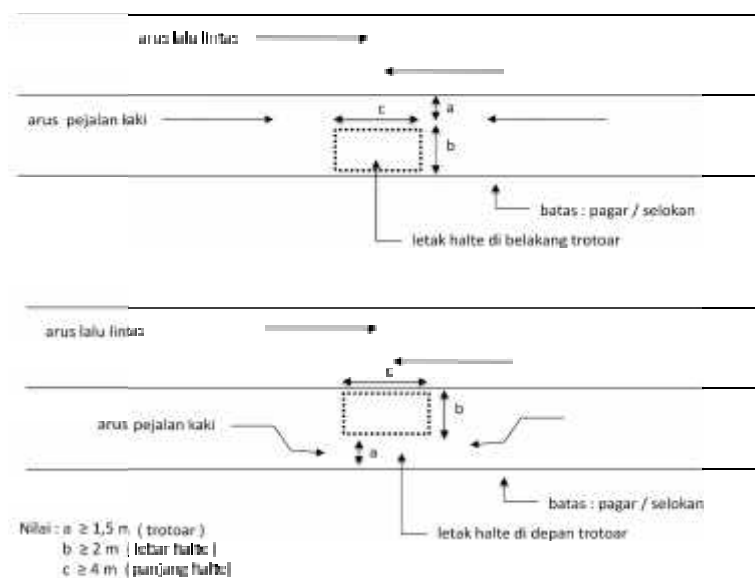 arus lalu lintas
c
a
arus pejalan kaki
b
batas : pagar / selokan
letak halte di belakang trotoar
arus lalu lintas
c
b
arus pejalan kaki
a
batas : pagar / selokan
letak halte di depan trotoar
Nilai : a ≥ 1,5 m ( trotoar )
b ≥ 2 m ( lebar halte )
c ≥ 4 m ( panjang halte)